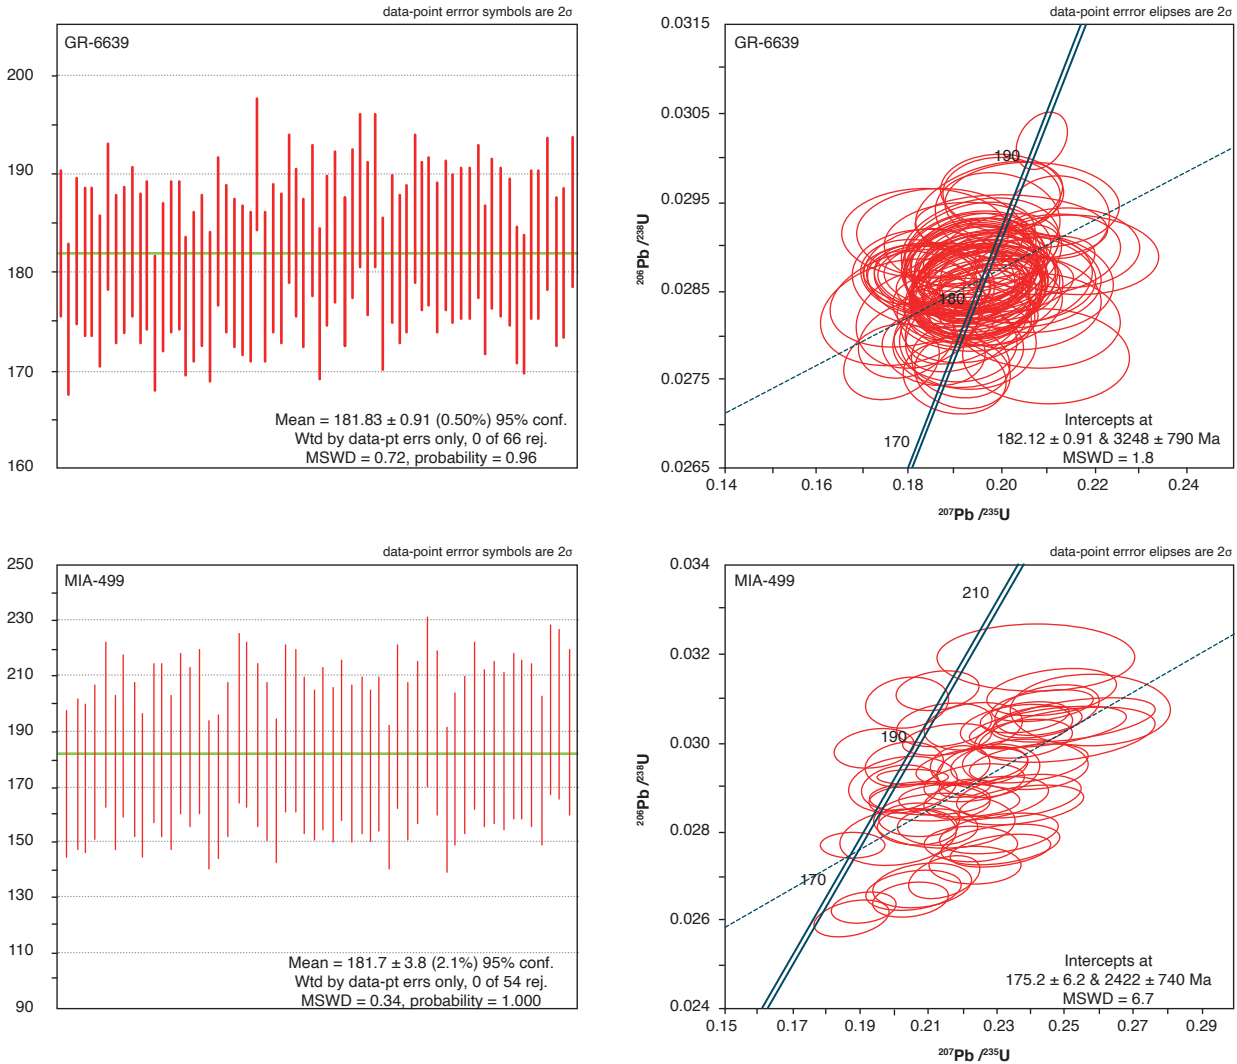 data-point errror symbols are 2σ
GR-6639
200
190
180
170
160
Mean = 181.83 ± 0.91 (0.50%) 95% conf.
Wtd by data-pt errs only, 0 of 66 rej.
MSWD = 0.72, probability = 0.96
data-point errror elipses are 2σ
GR-6639
0.0315
0.0305
0.0295
0.0285
0.0275
0.0265
206Pb /238U
190
180
170
Intercepts at
182.12 ± 0.91 & 3248 ± 790 Ma
MSWD = 1.8
0.14 0.16 0.18 0.20 0.22 0.24
207Pb /235U
data-point errror symbols are 2σ
MIA-499
250
230
210
190
170
150
130
110
90
Mean = 181.7 ± 3.8 (2.1%) 95% conf.
Wtd by data-pt errs only, 0 of 54 rej.
MSWD = 0.34, probability = 1.000
data-point errror elipses are 2σ
MIA-499
0.034
0.032
0.030
0.028
0.026
0.024
206Pb /238U
210
190
170
Intercepts at
175.2 ± 6.2 & 2422 ± 740 Ma
MSWD = 6.7
0.15 0.17 0.19 0.21 0.23 0.25 0.27 0.29
207Pb /235U